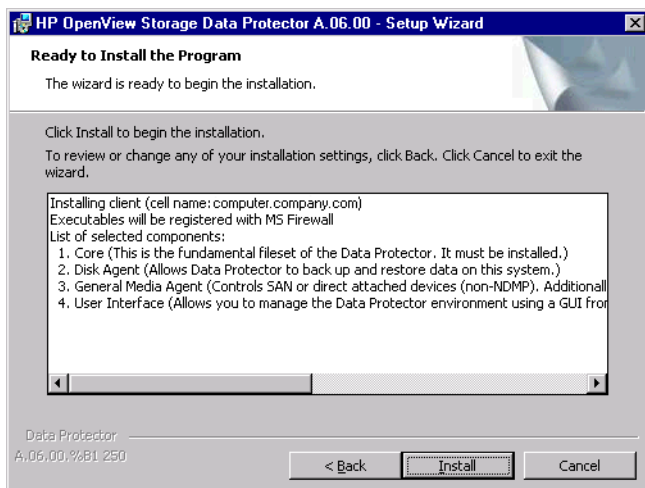 HP OpenView Storage Data Protector A.06.00 - Setup Wizard
Ready to Install the Program
The wizard is ready to begin the installation.
Click Install to begin the installation.
To review or change any of your installation settings, click Back. Click Cancel to exit the
wizard.
Installing client (cell name: computer.company.com)
Executables will be registered with MS Firewall
List of selected components:
1. Core (This is the fundamental fileset of the Data Protector. It must be installed.)
2. Disk Agent (Allows Data Protector to back up and restore data on this system.)
3. General Media Agent (Controls SAN or direct attached devices (non-NDMP). Additionall
4. User Interface (Allows you to manage the Data Protector environment using a GUI fror
Data Protector
A.06.00.%B1 250
< Back
Install
Cancel